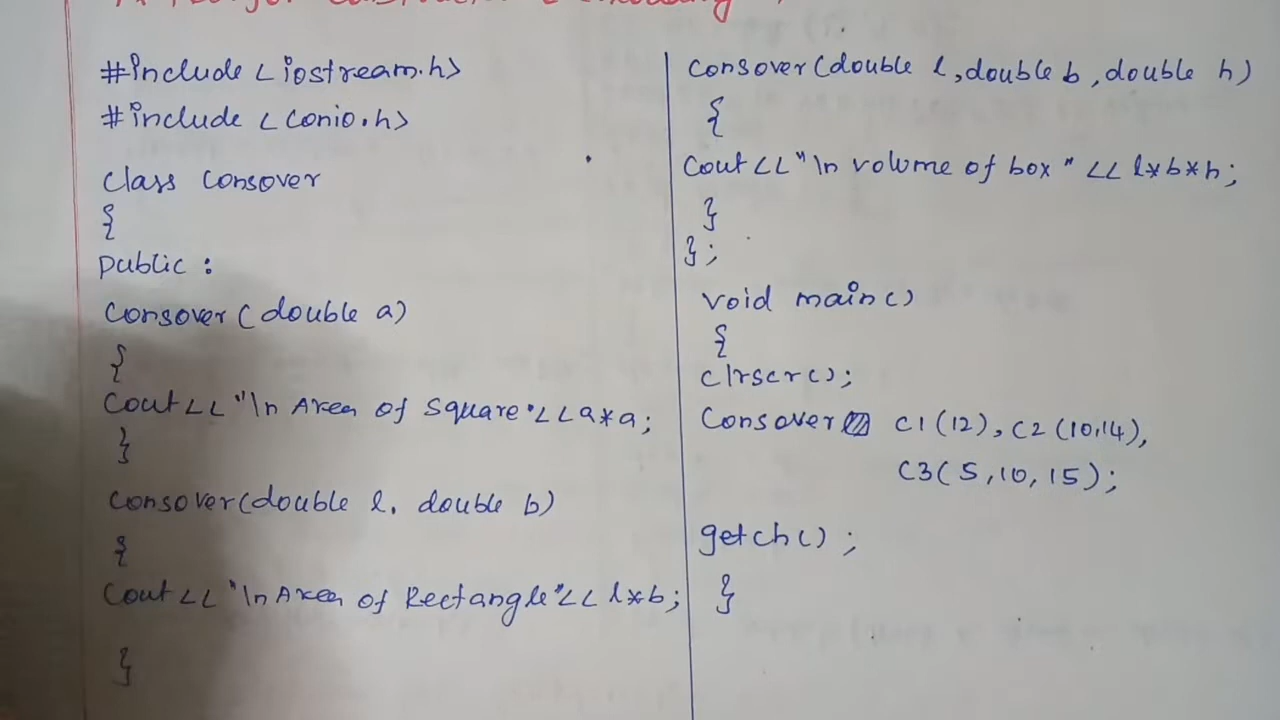 #include <iostream.h>
#include <conio.h>
class consover
{
public :
consover(double a)
{
cout<<"\n Area of square"<<a*a;
}
consover(double l, double b)
{
cout<<"\n Area of Rectangle"<<l*b;
}
consover(double l,double b,double h)
{
cout<<"\n volume of box"<<l*b*h;
}
};
void main()
{
clrscr();
consover c1(12),c2(10,14),
c3(5,10,15);
getch();
}